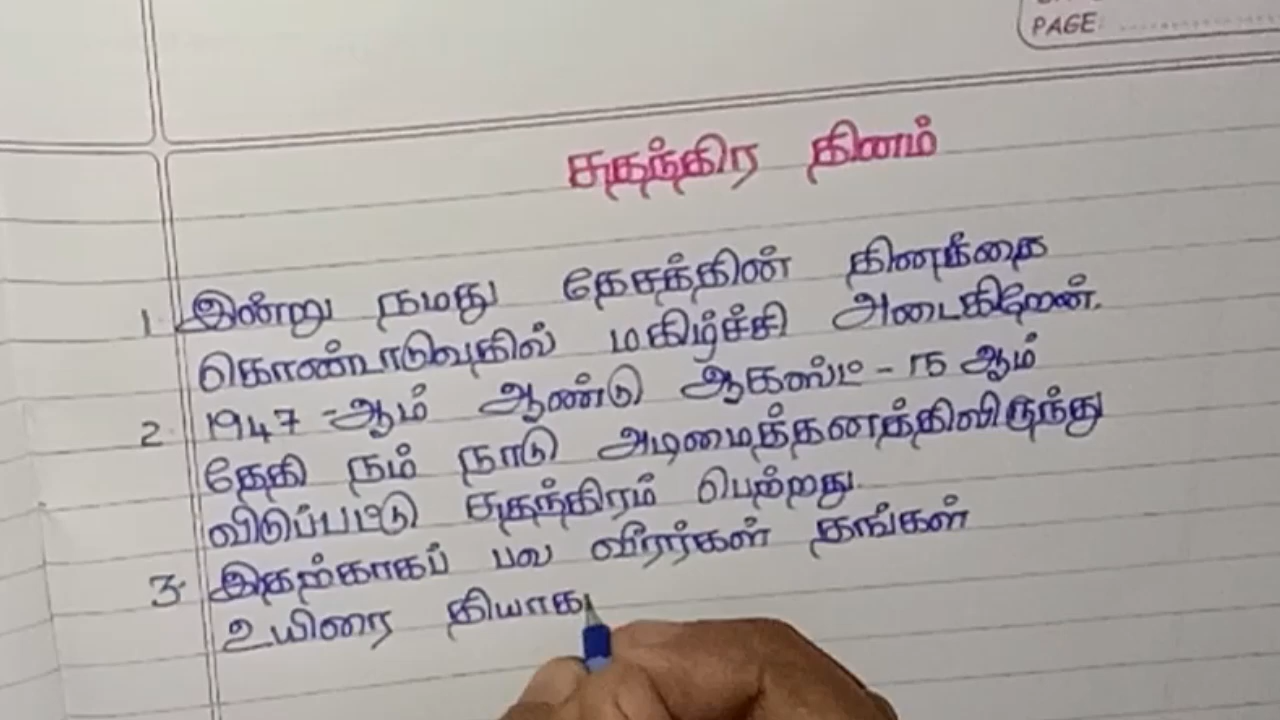 PAGE
சுதந்திர தினம்
1 இன்று நமது தேசத்தின் தினத்தை
கொண்டாடுவதில் மகிழ்ச்சி அடைகிறேன்.
2 1947 -ஆம் ஆண்டு ஆகஸ்ட் - 15 ஆம்
தேதி நம் நாடு அடிமைத்தனத்திலிருந்து
விடுப்பட்டு சுதந்திரம் பெற்றது.
3. இதற்காகப் பல வீரர்கள் தங்கள்
உயிரை தியாக